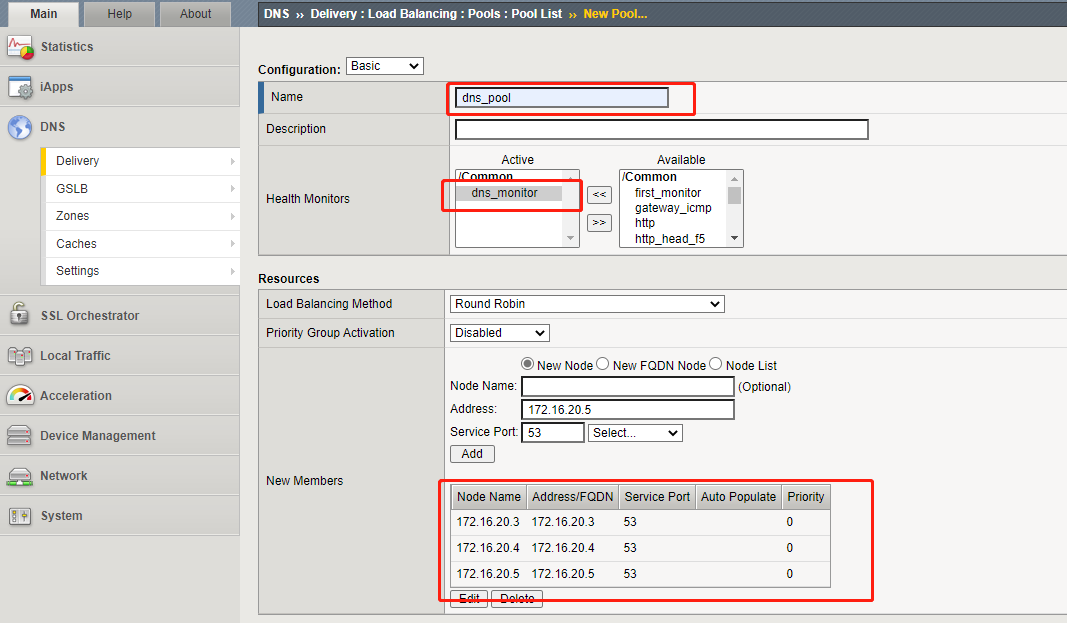 Main Help About
DNS ›› Delivery : Load Balancing : Pools : Pool List ›› New Pool...
Statistics
iApps
DNS
Delivery
GSLB
Zones
Caches
Settings
SSL Orchestrator
Local Traffic
Acceleration
Device Management
Network
System
Configuration: Basic
Name dns_pool
Description
Health Monitors
Active Available
/Common /Common
dns_monitor << first_monitor
gateway_icmp
>> http
http_head_f5
Resources
Load Balancing Method Round Robin
Priority Group Activation Disabled
New Members
New Node New FQDN Node Node List
Node Name: (Optional)
Address: 172.16.20.5
Service Port: 53 Select...
Add
Node Name Address/FQDN Service Port Auto Populate Priority
172.16.20.3 172.16.20.3 53 0
172.16.20.4 172.16.20.4 53 0
172.16.20.5 172.16.20.5 53 0
Edit Delete